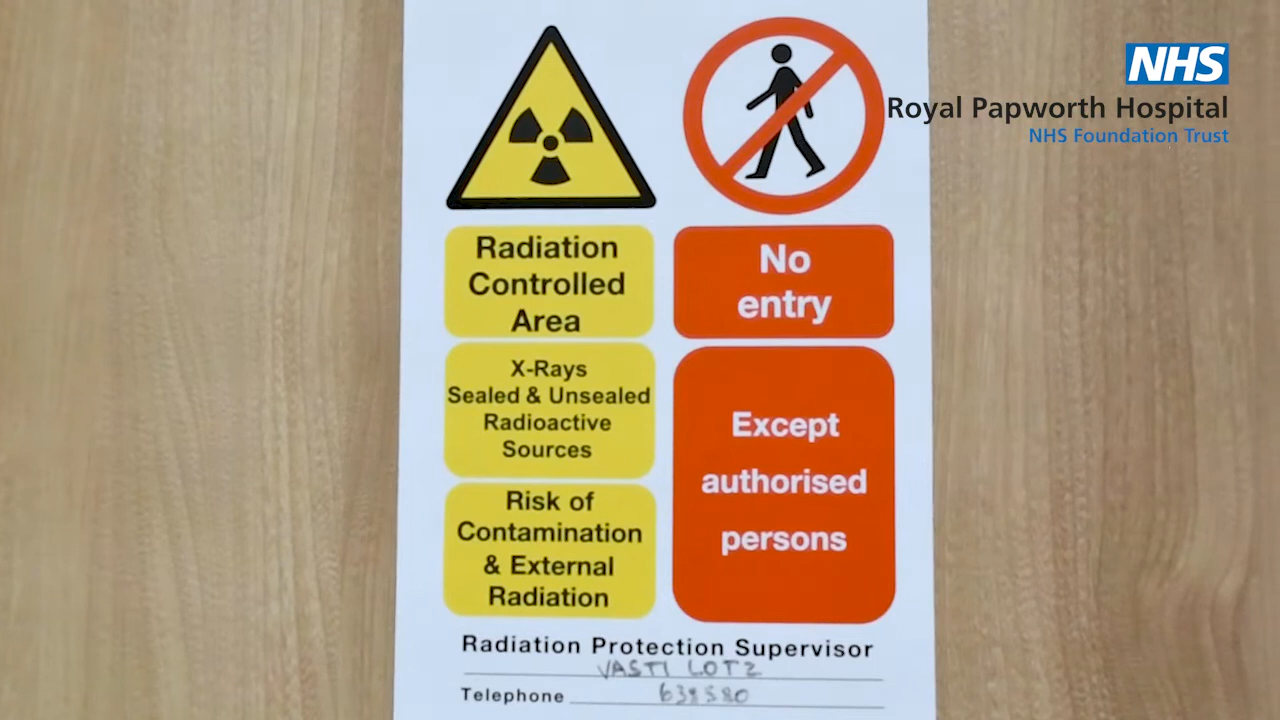 NHS
Royal Papworth Hospital
NHS Foundation Trust
Radiation
Controlled
Area
X-Rays
Sealed & Unsealed
Radioactive
Sources
Risk of
Contamination
& External
Radiation
No
entry
Except
authorised
persons
Radiation Protection Supervisor
VASTI LOTZ
Telephone 638580